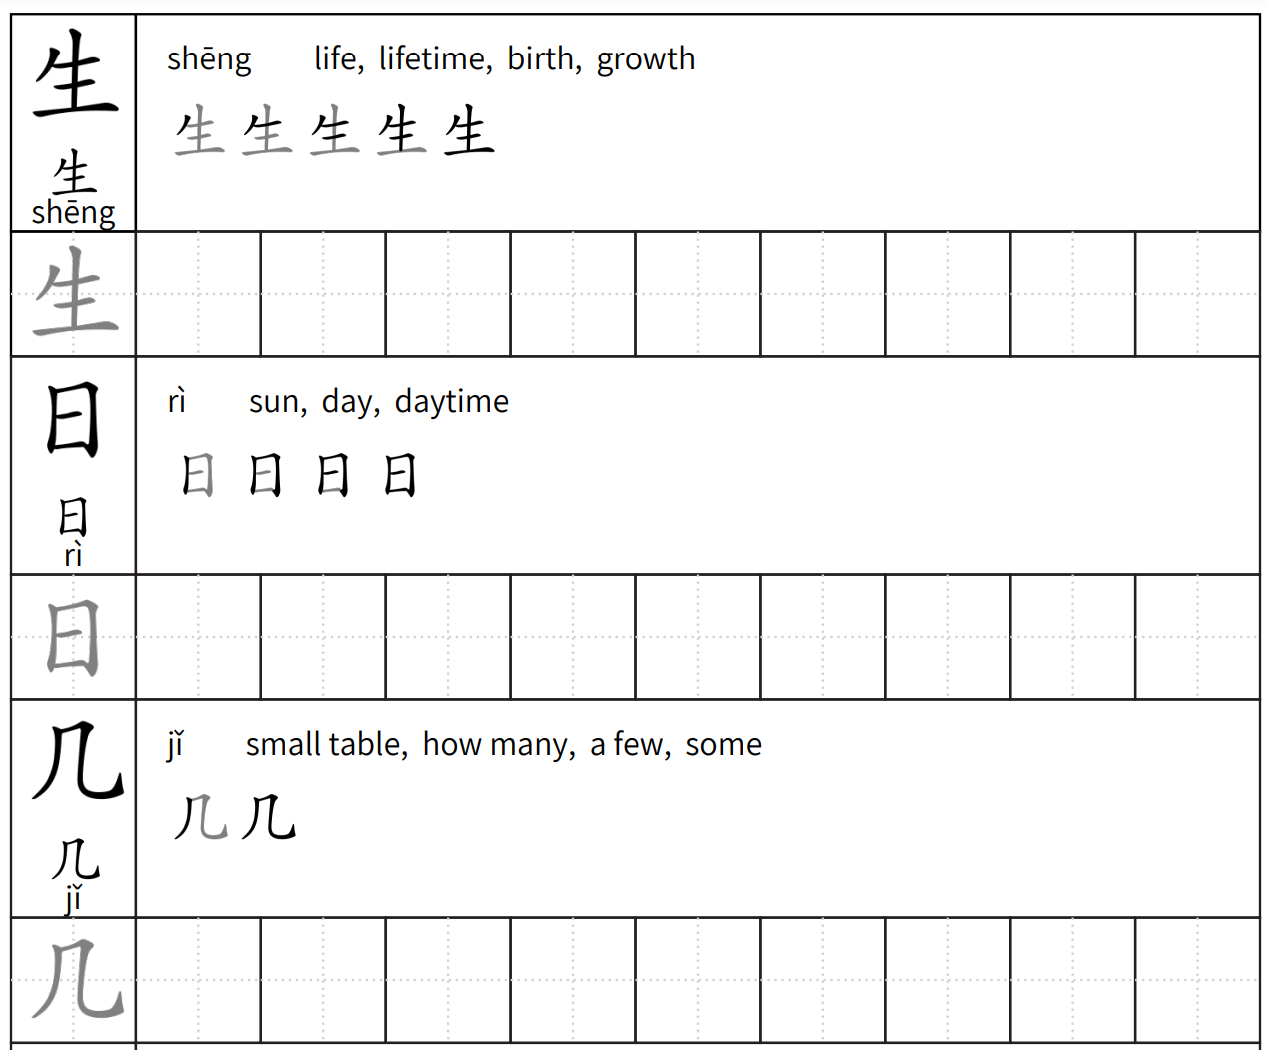 生
shēng life, lifetime, birth, growth
生 生 生 生 生
生
shēng
生
日
rì sun, day, daytime
日 日 日 日
日
rì
日
几
jǐ small table, how many, a few, some
几 几
几
jǐ
几